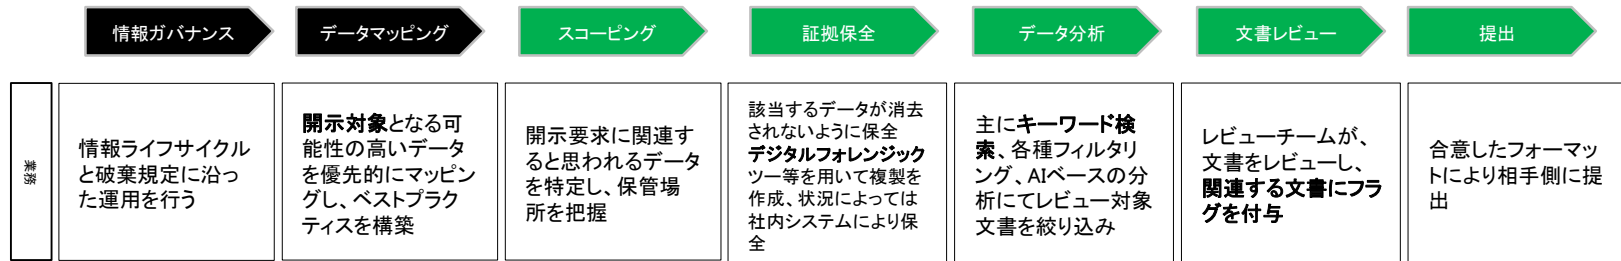 情報ガバナンス
データマッピング
スコーピング
証拠保全
データ分析
文書レビュー
提出
業務
情報ライフサイクル
と破棄規定に沿っ
た運用を行う
開示対象となる可
能性の高いデータ
を優先的にマッピン
グし、ベストプラク
ティスを構築
開示要求に関連す
ると思われるデータ
を特定し、保管場
所を把握
該当するデータが消去
されないように保全
デジタルフォレンジック
ツー等を用いて複製を
作成、状況によっては
社内システムにより保
全
主にキーワード検
索、各種フィルタリ
ング、AIベースの分
析にてレビュー対象
文書を絞り込み
レビューチームが、
文書をレビューし、
関連する文書にフラ
グを付与
合意したフォーマッ
トにより相手側に提
出